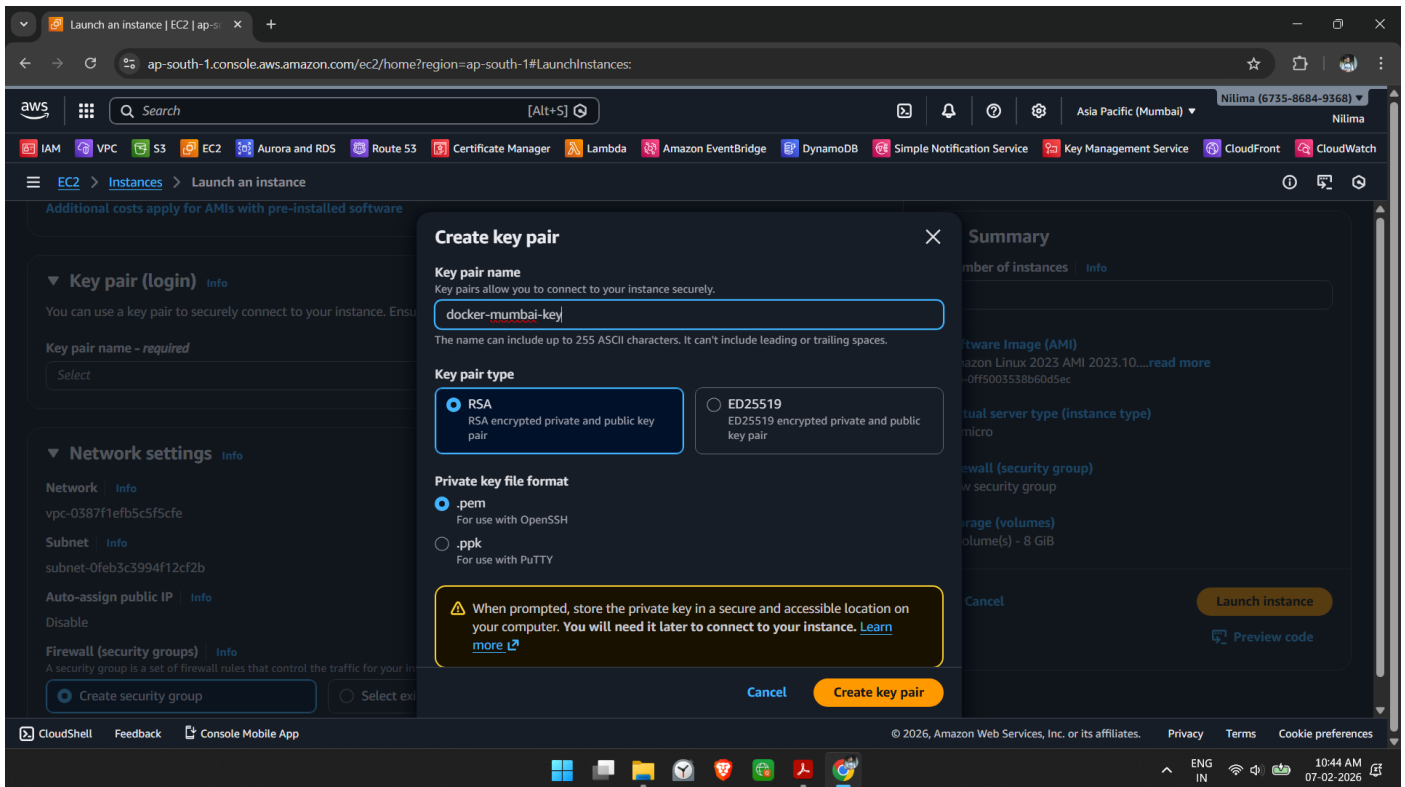 Launch an instance | EC2 | ap-so
ap-south-1.console.aws.amazon.com/ec2/home?region=ap-south-1#LaunchInstances:
aws
Search
[Alt+S]
Asia Pacific (Mumbai)
Nilima (6735-8684-9368)
Nilima
IAM VPC S3 EC2 Aurora and RDS Route 53 Certificate Manager Lambda Amazon EventBridge DynamoDB Simple Notification Service Key Management Service CloudFront CloudWatch
EC2 > Instances > Launch an instance
Additional costs apply for AMIs with pre-installed software
Key pair (login) Info
You can use a key pair to securely connect to your instance. Ensu
Key pair name - required
Select
Network settings Info
Network Info
vpc-0387f1efb5c5f5cfe
Subnet Info
subnet-0feb3c3994f12cf2b
Auto-assign public IP Info
Disable
Firewall (security groups) Info
A security group is a set of firewall rules that control the traffic for your in
Create security group
Select exi
Create key pair
Key pair name
Key pairs allow you to connect to your instance securely.
docker-mumbai-key
The name can include up to 255 ASCII characters. It can't include leading or trailing spaces.
Key pair type
RSA
RSA encrypted private and public key
pair
ED25519
ED25519 encrypted private and public
key pair
Private key file format
.pem
For use with OpenSSH
.ppk
For use with PuTTY
When prompted, store the private key in a secure and accessible location on
your computer. You will need it later to connect to your instance. Learn
more
Cancel
Create key pair
Summary
mber of instances Info
tware Image (AMI)
azon Linux 2023 AMI 2023.10....read more
-0ff5003538b60d5ec
tual server type (instance type)
micro
ewall (security group)
w security group
rage (volumes)
olume(s) - 8 GiB
Cancel
Launch instance
Preview code
CloudShell Feedback Console Mobile App
© 2026, Amazon Web Services, Inc. or its affiliates. Privacy Terms Cookie preferences
ENG
IN
10:44 AM
07-02-2026